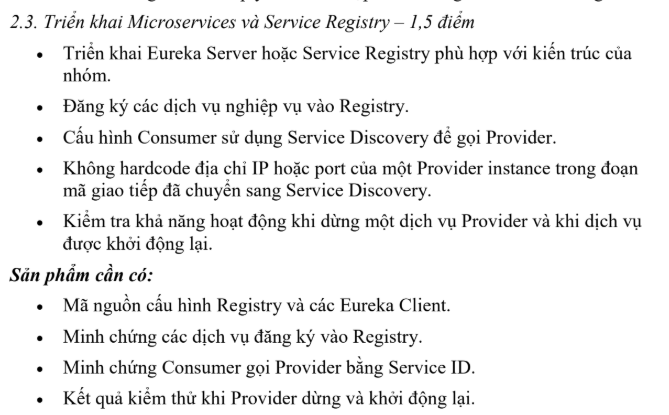 2.3. Triển khai Microservices và Service Registry – 1,5 điểm
• Triển khai Eureka Server hoặc Service Registry phù hợp với kiến trúc của
nhóm.
• Đăng ký các dịch vụ nghiệp vụ vào Registry.
• Cấu hình Consumer sử dụng Service Discovery để gọi Provider.
• Không hardcode địa chỉ IP hoặc port của một Provider instance trong đoạn
mã giao tiếp đã chuyển sang Service Discovery.
• Kiểm tra khả năng hoạt động khi dừng một dịch vụ Provider và khi dịch vụ
được khởi động lại.
Sản phẩm cần có:
• Mã nguồn cấu hình Registry và các Eureka Client.
• Minh chứng các dịch vụ đăng ký vào Registry.
• Minh chứng Consumer gọi Provider bằng Service ID.
• Kết quả kiểm thử khi Provider dừng và khởi động lại.